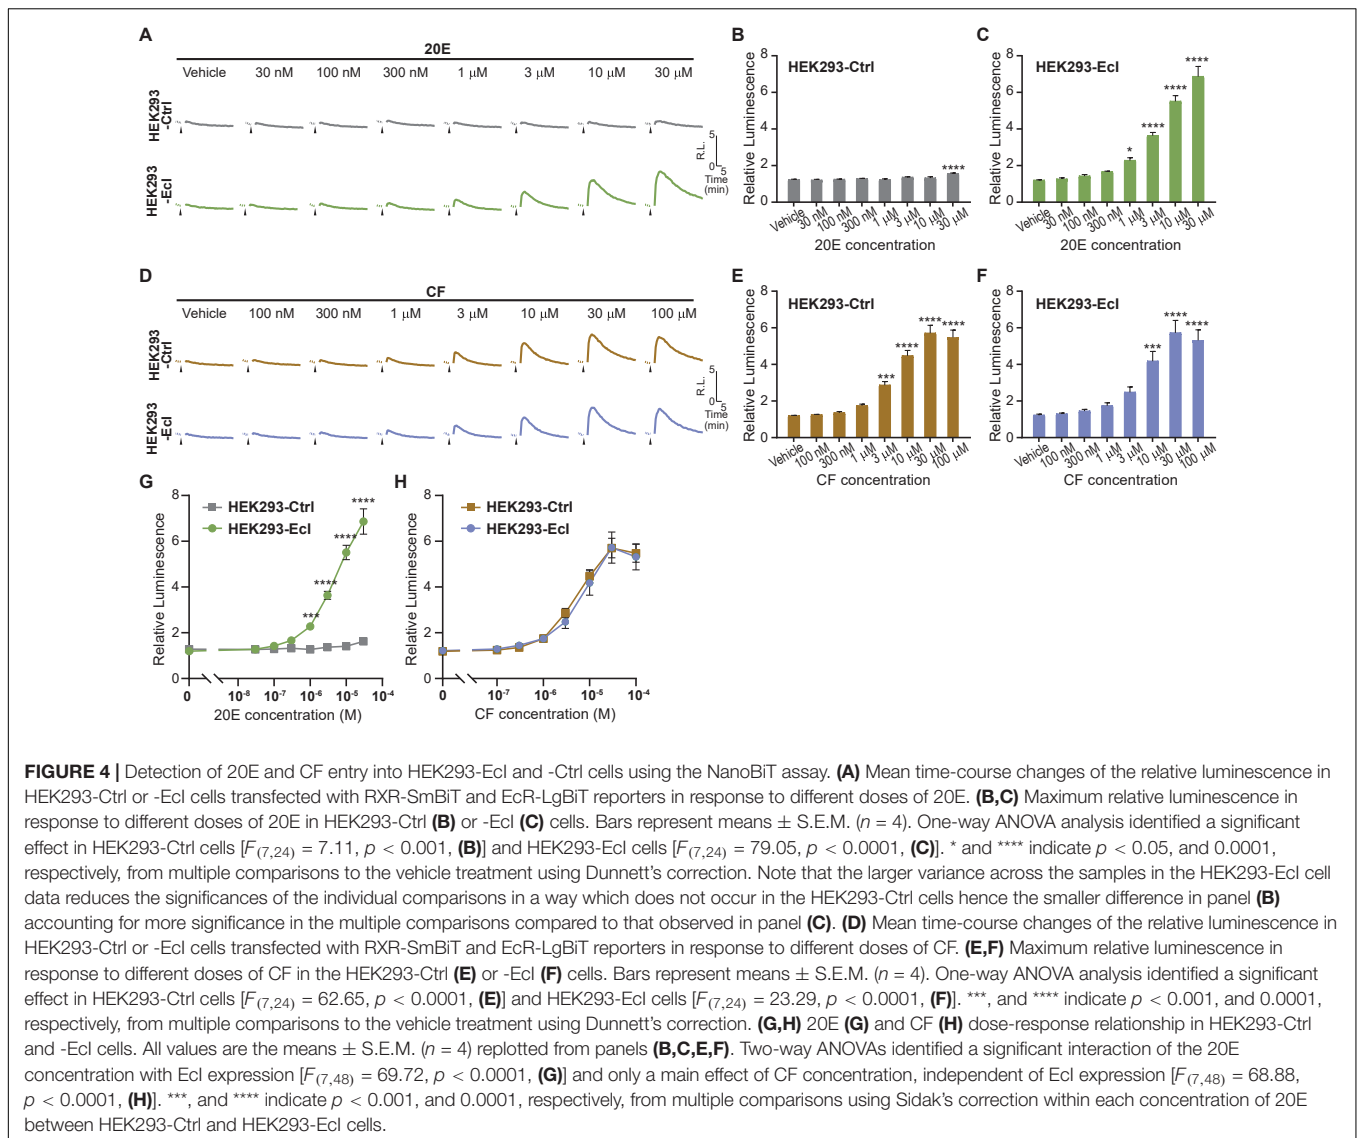 A
20E
Vehicle 30 nM 100 nM 300 nM 1 μM 3 μM 10 μM 30 μM
HEK293
-Ctrl
HEK293
-EcI
5
R.L.
0
5
Time
(min)
B
HEK293-Ctrl
Relative Luminescence
8
6
4
2
0
****
Vehicle 30 nM 100 nM 300 nM 1 μM 3 μM 10 μM 30 μM
20E concentration
C
HEK293-EcI
Relative Luminescence
8
6
4
2
0
* **** **** ****
Vehicle 30 nM 100 nM 300 nM 1 μM 3 μM 10 μM 30 μM
20E concentration
D
CF
Vehicle 100 nM 300 nM 1 μM 3 μM 10 μM 30 μM 100 μM
HEK293
-Ctrl
HEK293
-EcI
5
R.L.
0
5
Time
(min)
E
HEK293-Ctrl
Relative Luminescence
8
6
4
2
0
*** **** **** ****
Vehicle 100 nM 300 nM 1 μM 3 μM 10 μM 30 μM 100 μM
CF concentration
F
HEK293-EcI
Relative Luminescence
8
6
4
2
0
*** **** ****
Vehicle 100 nM 300 nM 1 μM 3 μM 10 μM 30 μM 100 μM
CF concentration
G
HEK293-Ctrl
HEK293-EcI
Relative Luminescence
8
6
4
2
0
*** **** **** ****
0 10-8 10-7 10-6 10-5 10-4
20E concentration (M)
H
HEK293-Ctrl
HEK293-EcI
Relative Luminescence
8
6
4
2
0
0 10-7 10-6 10-5 10-4
CF concentration (M)
FIGURE 4 | Detection of 20E and CF entry into HEK293-EcI and -Ctrl cells using the NanoBiT assay. (A) Mean time-course changes of the relative luminescence in
HEK293-Ctrl or -EcI cells transfected with RXR-SmBiT and EcR-LgBiT reporters in response to different doses of 20E. (B,C) Maximum relative luminescence in
response to different doses of 20E in HEK293-Ctrl (B) or -EcI (C) cells. Bars represent means ± S.E.M. (n = 4). One-way ANOVA analysis identified a significant
effect in HEK293-Ctrl cells [F(7,24) = 7.11, p < 0.001, (B)] and HEK293-EcI cells [F(7,24) = 79.05, p < 0.0001, (C)]. * and **** indicate p < 0.05, and 0.0001,
respectively, from multiple comparisons to the vehicle treatment using Dunnett's correction. Note that the larger variance across the samples in the HEK293-EcI cell
data reduces the significances of the individual comparisons in a way which does not occur in the HEK293-Ctrl cells hence the smaller difference in panel (B)
accounting for more significance in the multiple comparisons compared to that observed in panel (C). (D) Mean time-course changes of the relative luminescence in
HEK293-Ctrl or -EcI cells transfected with RXR-SmBiT and EcR-LgBiT reporters in response to different doses of CF. (E,F) Maximum relative luminescence in
response to different doses of CF in the HEK293-Ctrl (E) or -EcI (F) cells. Bars represent means ± S.E.M. (n = 4). One-way ANOVA analysis identified a significant
effect in HEK293-Ctrl cells [F(7,24) = 62.65, p < 0.0001, (E)] and HEK293-EcI cells [F(7,24) = 23.29, p < 0.0001, (F)]. ***, and **** indicate p < 0.001, and 0.0001,
respectively, from multiple comparisons to the vehicle treatment using Dunnett's correction. (G,H) 20E (G) and CF (H) dose-response relationship in HEK293-Ctrl
and -EcI cells. All values are the means ± S.E.M. (n = 4) replotted from panels (B,C,E,F). Two-way ANOVAs identified a significant interaction of the 20E
concentration with EcI expression [F(7,48) = 69.72, p < 0.0001, (G)] and only a main effect of CF concentration, independent of EcI expression [F(7,48) = 68.88,
p < 0.0001, (H)]. ***, and **** indicate p < 0.001, and 0.0001, respectively, from multiple comparisons using Sidak's correction within each concentration of 20E
between HEK293-Ctrl and HEK293-EcI cells.